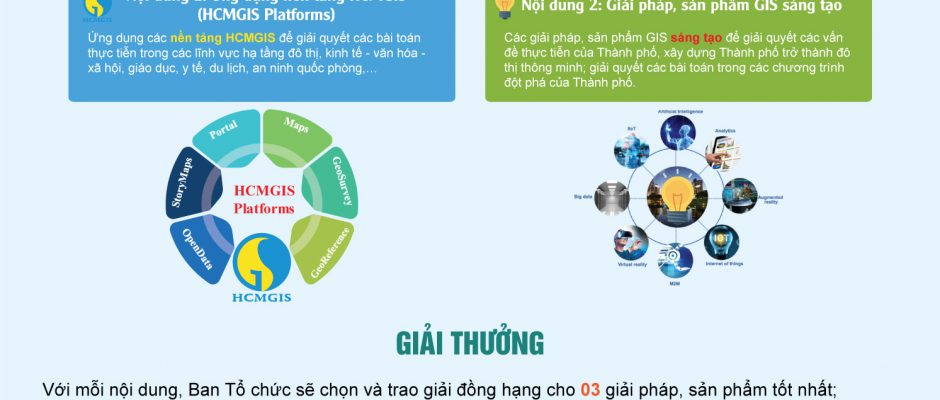 (HCMGIS Platforms)
Ứng dụng các nền tảng HCMGIS để giải quyết các bài toán
thực tiễn trong các lĩnh vực hạ tầng đô thị, kinh tế - văn hóa -
xã hội, giáo dục, y tế, du lịch, an ninh quốc phòng,...
Nội dung 2: Giải pháp, sản phẩm GIS sáng tạo
Các giải pháp, sản phẩm GIS sáng tạo để giải quyết các vấn
đề thực tiễn của Thành phố, xây dựng Thành phố trở thành đô
thị thông minh; giải quyết các bài toán trong các chương trình
đột phá của Thành phố.
Portal
Maps
StoryMaps
GeoSurvey
OpenData
GeoReference
HCMGIS
Platforms
HCMGIS
Artificial Intelligence
IIoT
Analytics
Big data
Augmented
reality
Virtual reality
IOT
Internet of things
M2M
GIẢI THƯỞNG
Với mỗi nội dung, Ban Tổ chức sẽ chọn và trao giải đồng hạng cho 03 giải pháp, sản phẩm tốt nhất;